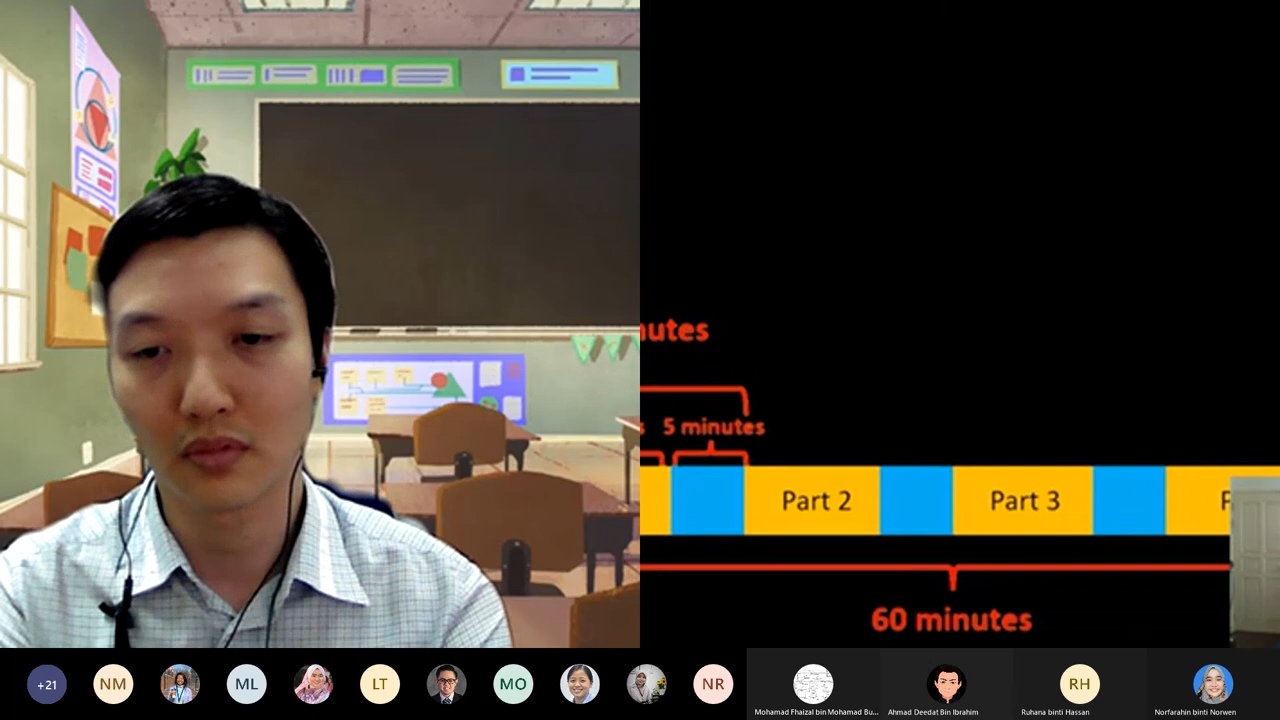 nutes
5 minutes
Part 2
Part 3
60 minutes
+21
NM
ML
LT
MO
NR
RH
Mohamad Fhaizal bin Mohamad Bu...
Ahmad Deedat Bin Ibrahim
Ruhana binti Hassan
Norfarahin binti Norwen